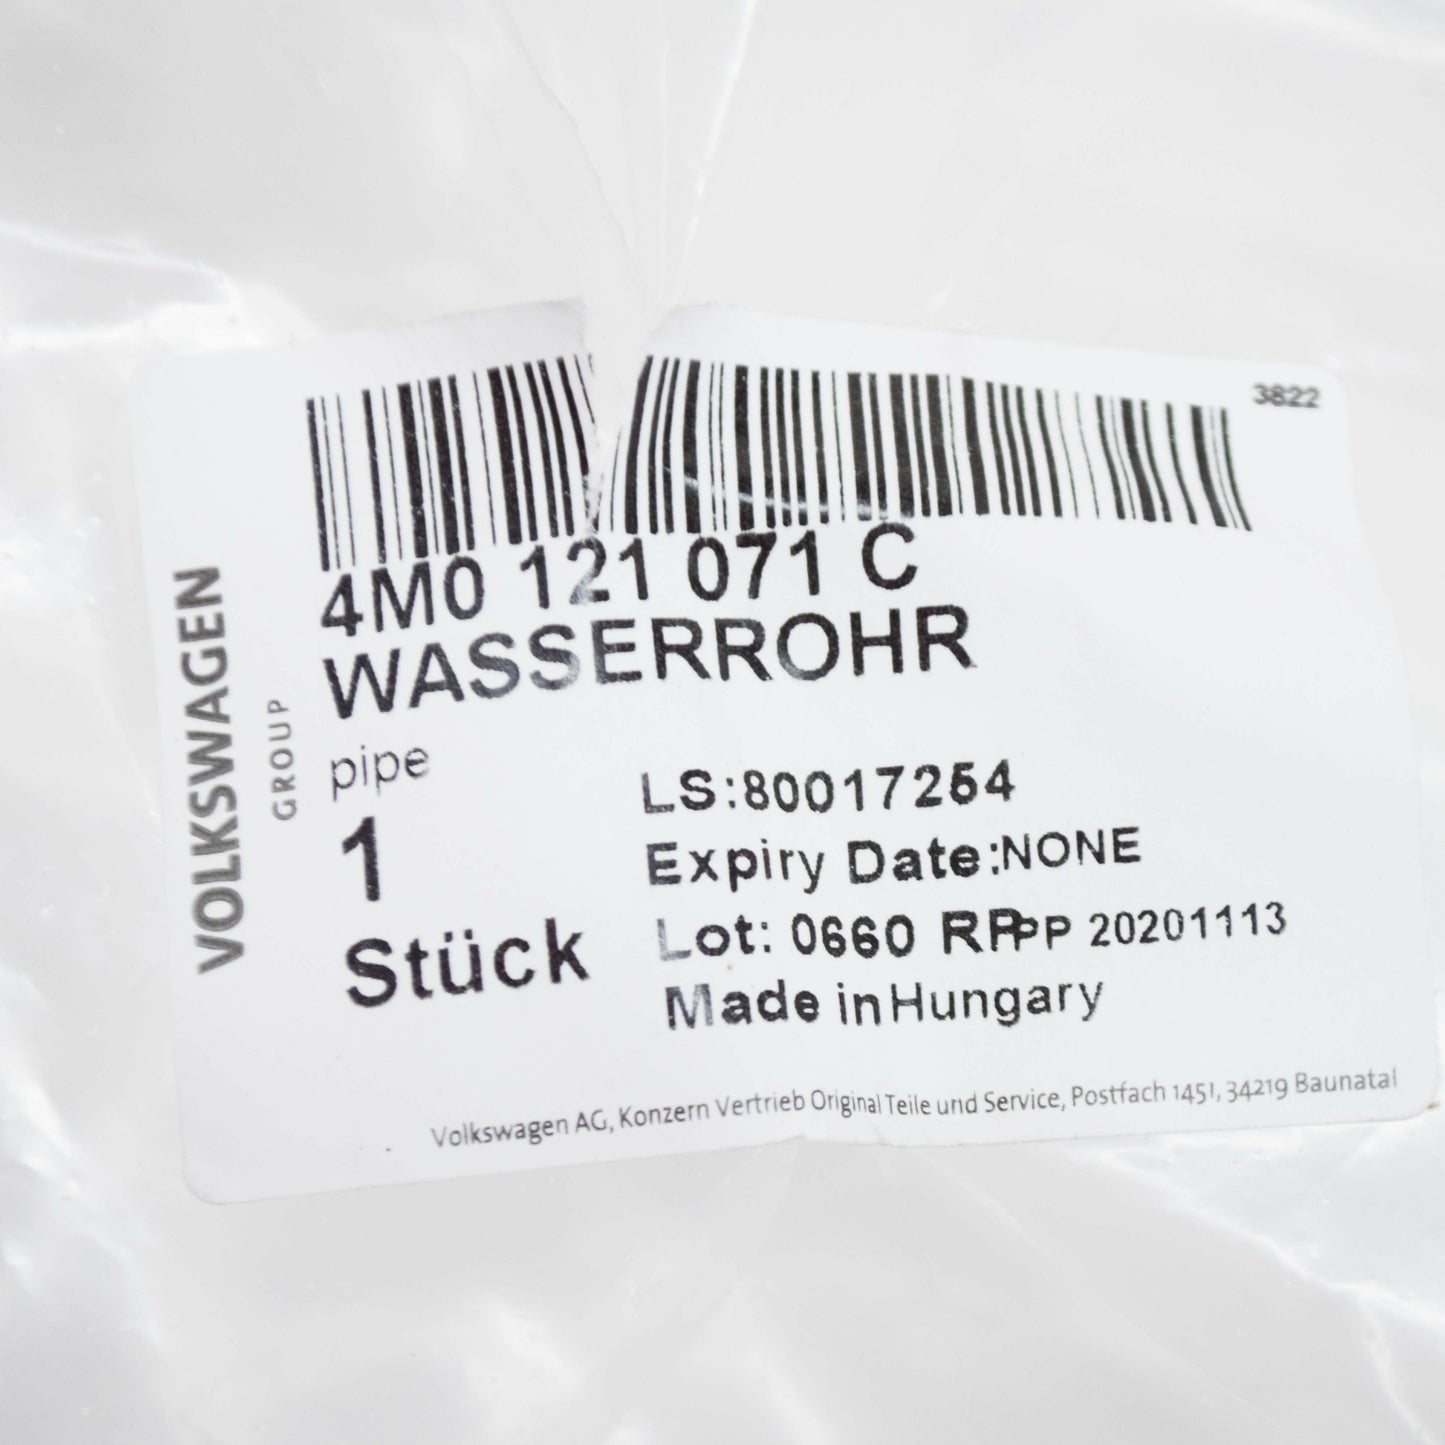 3822
4M0 121 071 C
WASSERROHR
pipe
1
Stück
LS:80017254
Expiry Date:NONE
Lot: 0660 RPPP 20201113
Made in Hungary
VOLKSWAGEN
GROUP
Volkswagen AG, Konzern Vertrieb Original Teile und Service, Postfach 1451, 34219 Baunatal